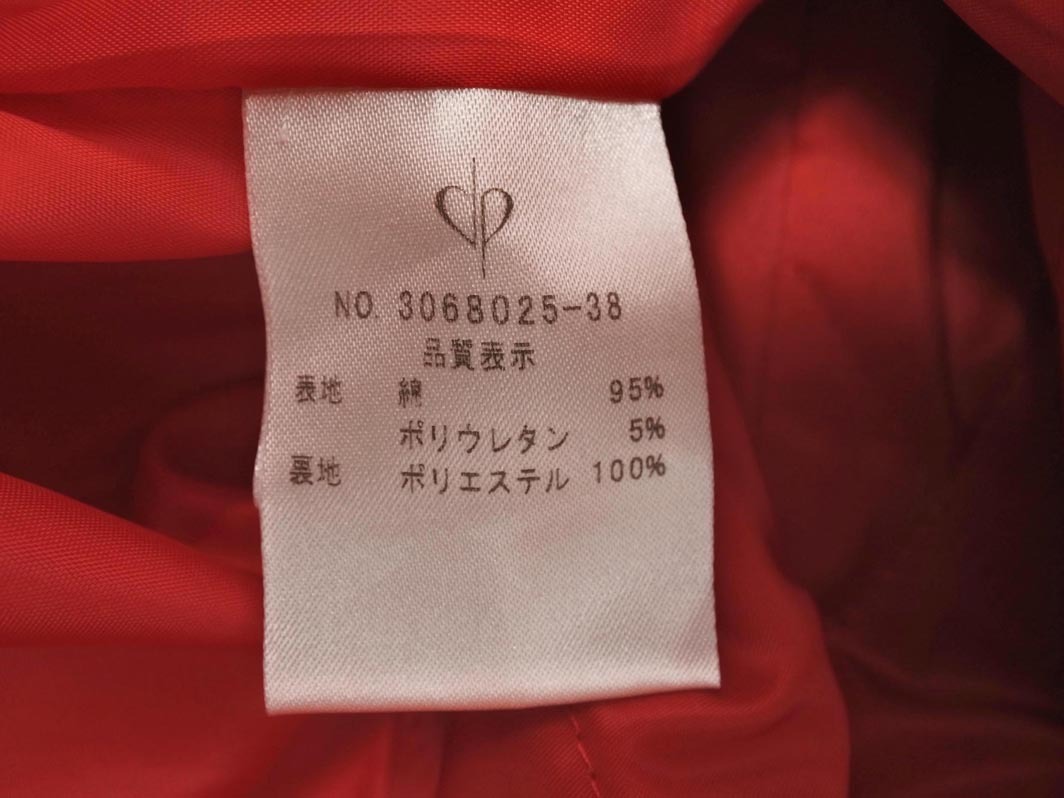 NO. 3068025-38
品質表示
表地 綿 95%
ポリウレタン 5%
裏地 ポリエステル 100%